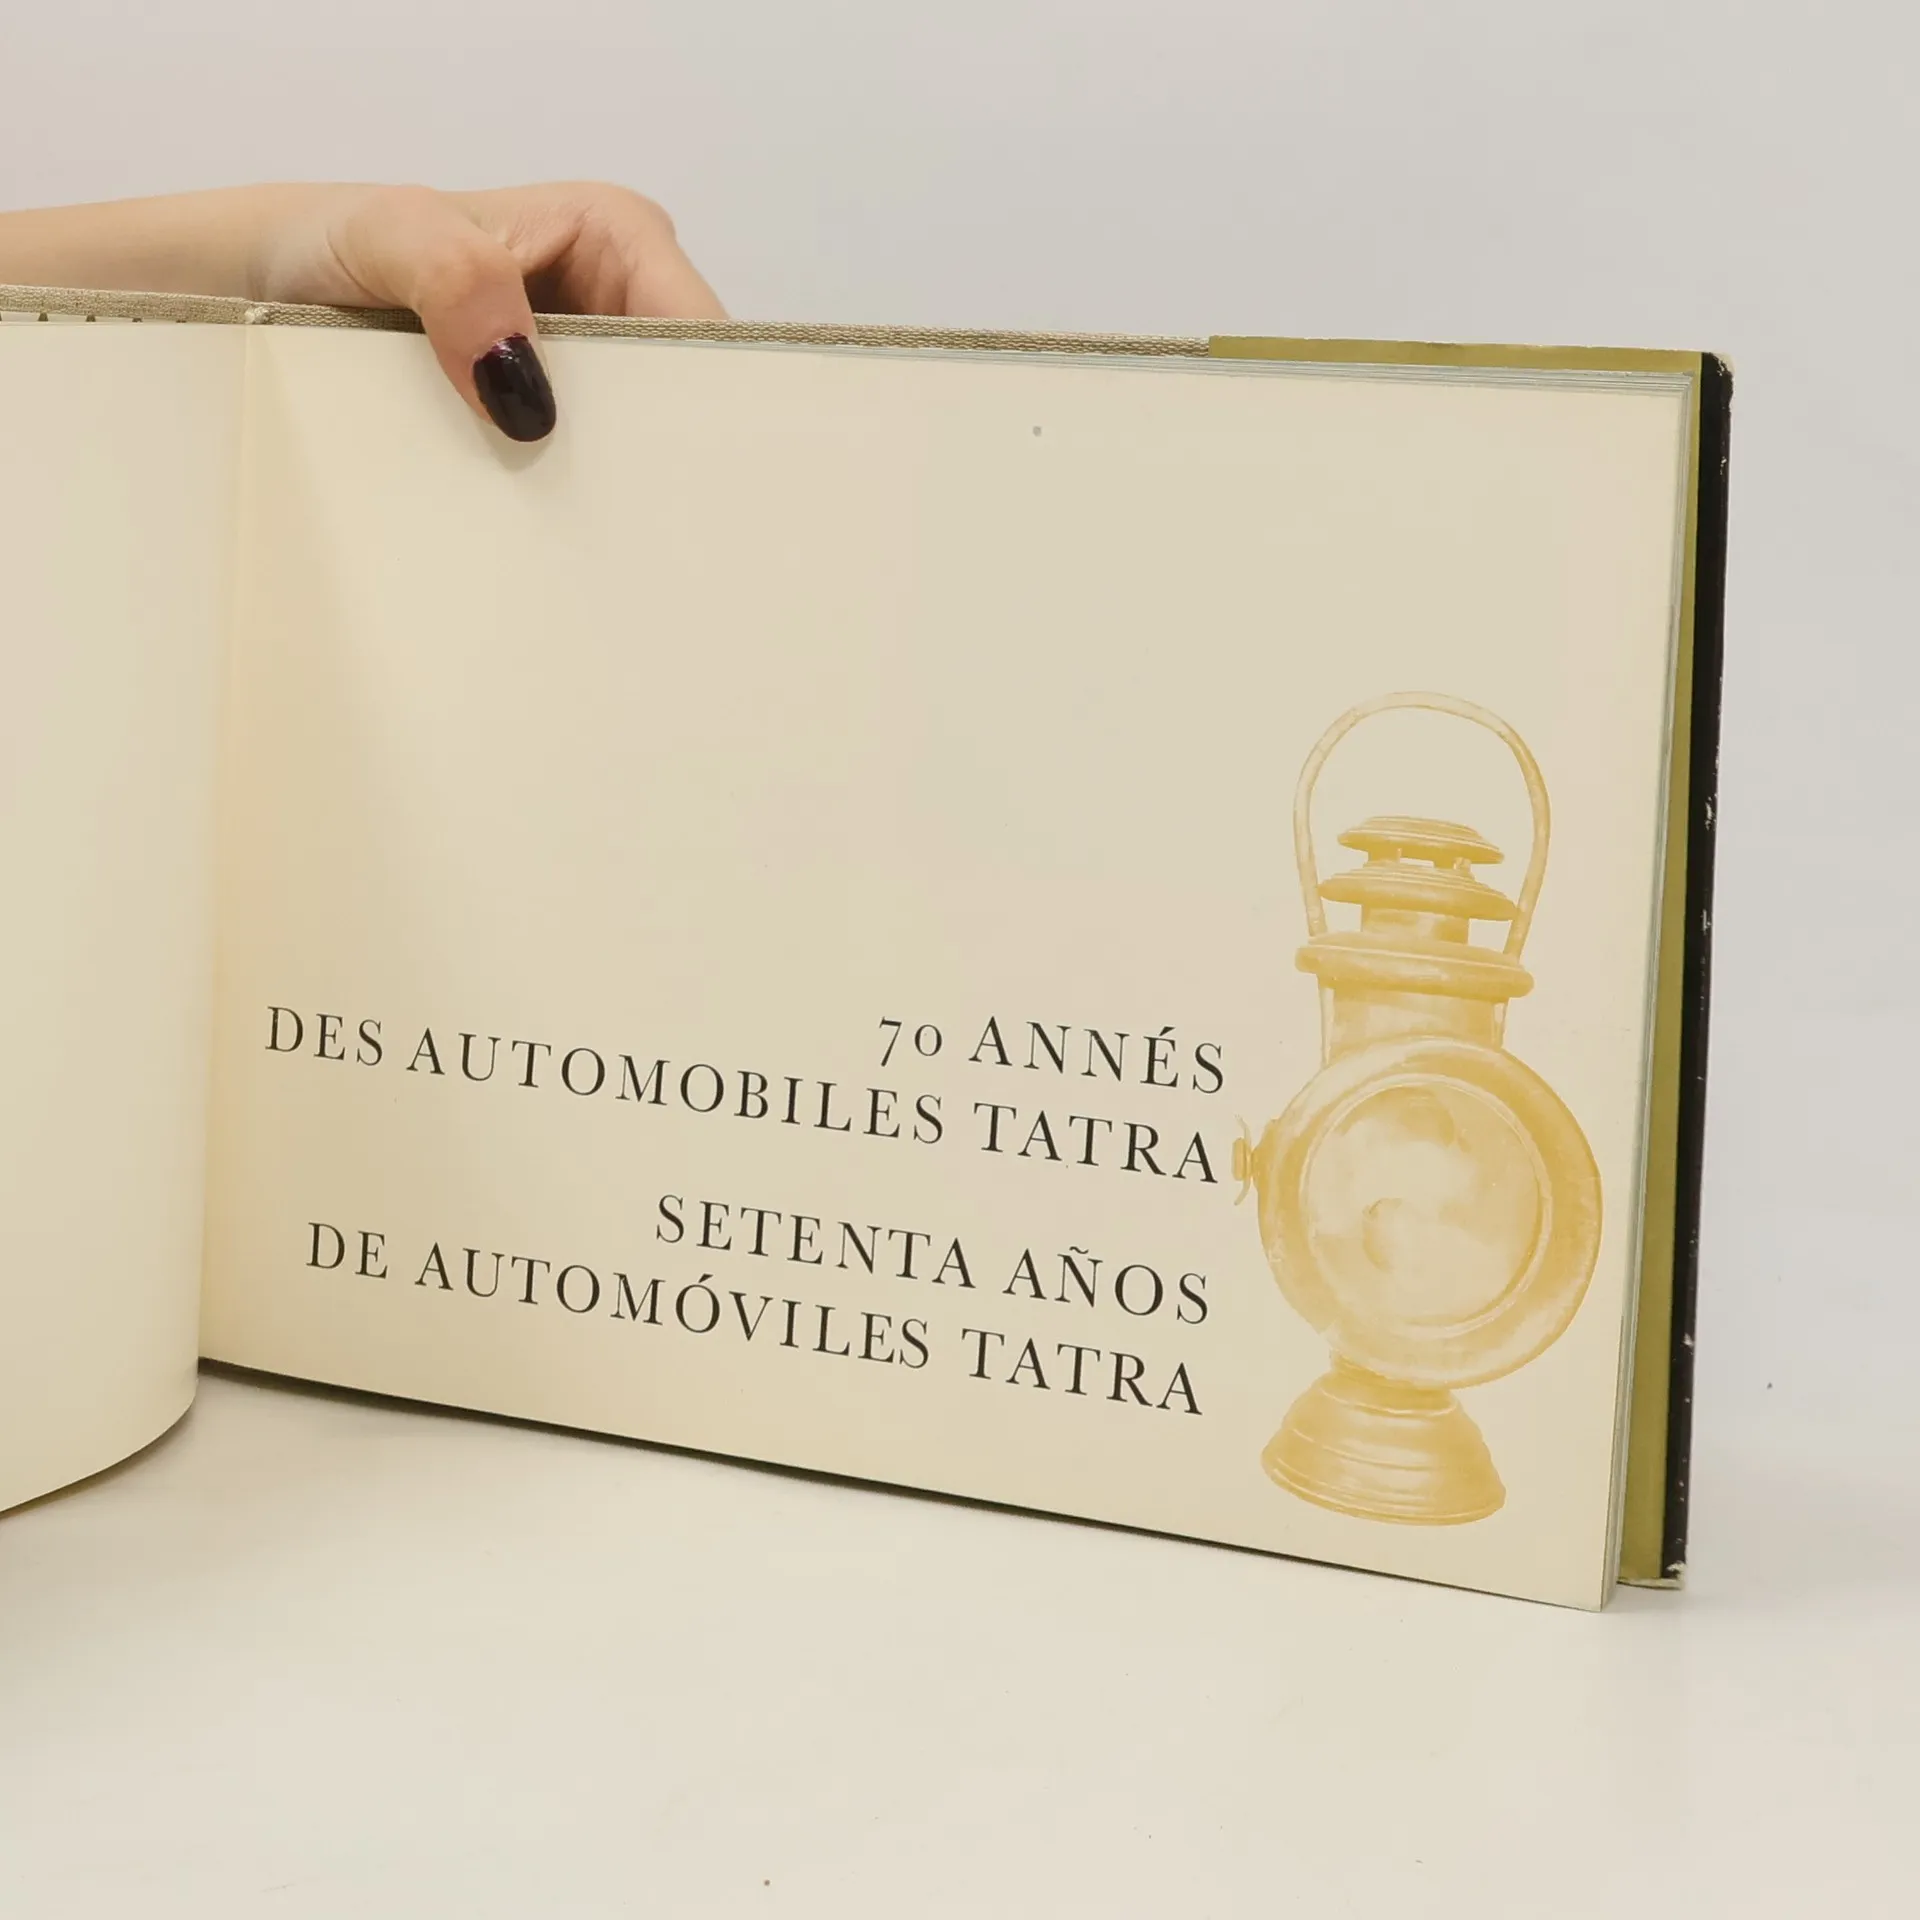 70 ANNÉS
DES AUTOMOBILES TATRA
SETENTA AÑOS
DE AUTOMÓVILES TATRA